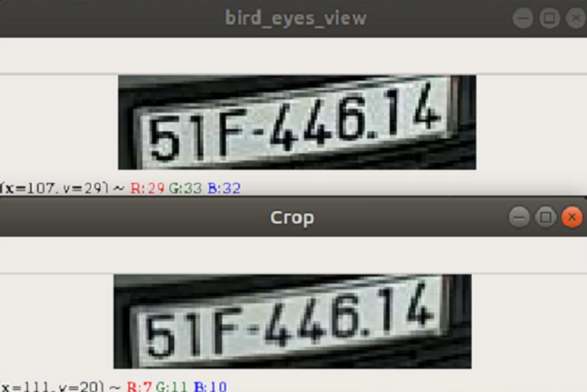 bird_eyes_view
51F-446.14
(x=107, y=29) ~ R:29 G:33 B:32
Crop
51F-446.14
(x=111, y=20) ~ R:7 G:11 B:10